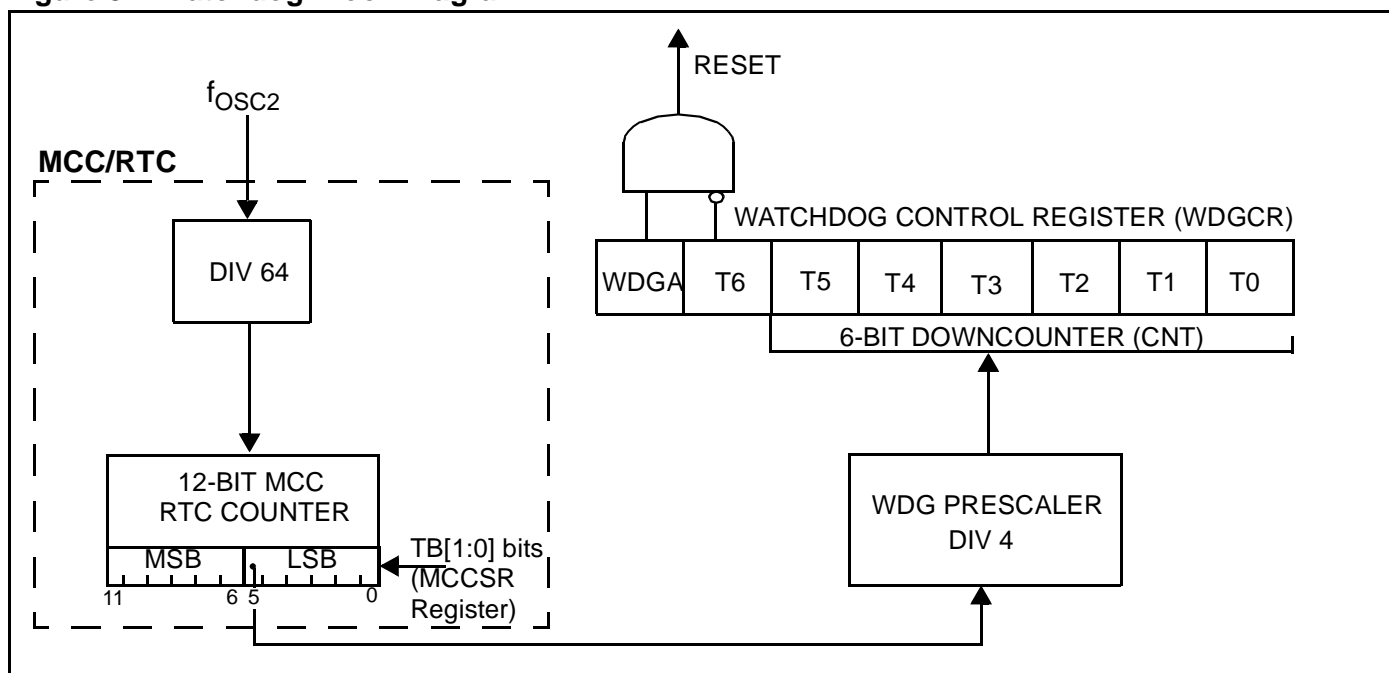 RESET
fOSC2
MCC/RTC
DIV 64
WATCHDOG CONTROL REGISTER (WDGCR)
WDGA T6 T5 T4 T3 T2 T1 T0
6-BIT DOWNCOUNTER (CNT)
12-BIT MCC
RTC COUNTER
MSB LSB
11 6 5 0
TB[1:0] bits
(MCCSR
Register)
WDG PRESCALER
DIV 4